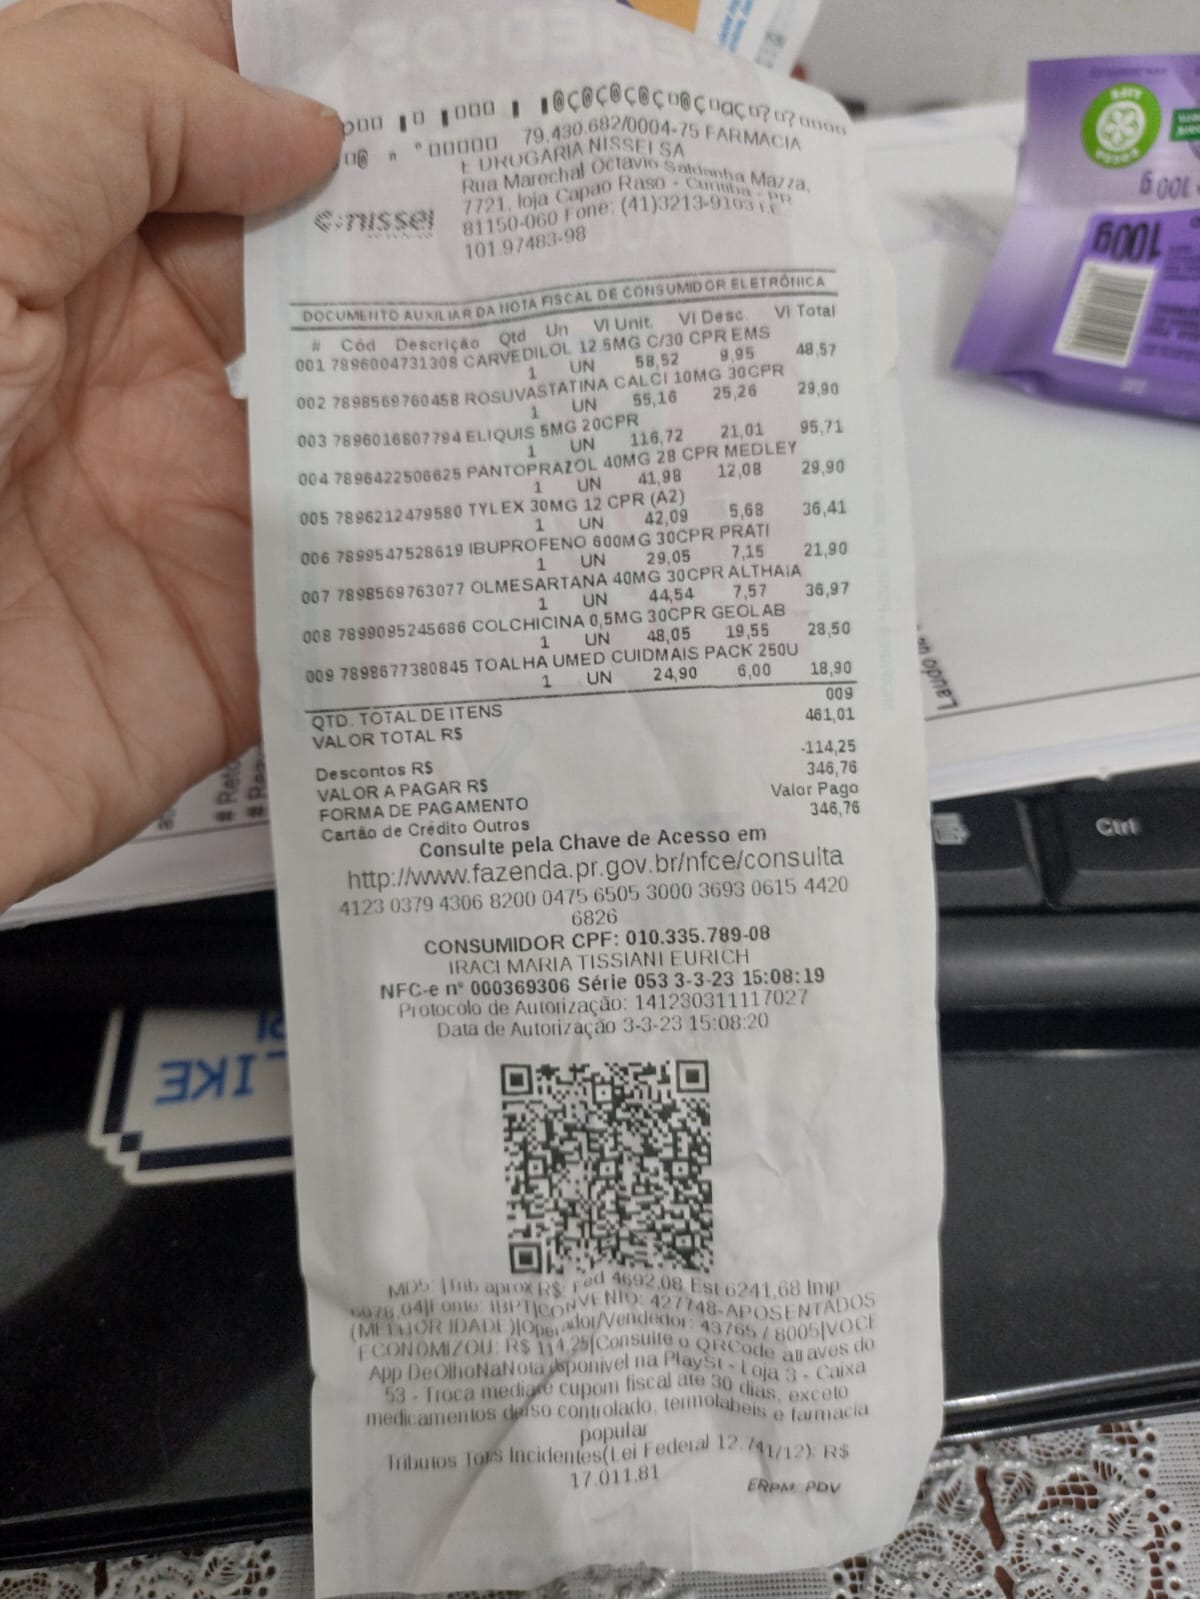 79.430.682/0004-75 FARMACIA
E DROGARIA NISSEI SA
Rua Marechal Octavio Saldanha Mazza,
7721, loja Capao Raso - Curitiba - PR
81150-060 Fone: (41)3213-9103 I.E
101.97483-98
nissei
DOCUMENTO AUXILIAR DA NOTA FISCAL DE CONSUMIDOR ELETRÔNICA
# Cód Descrição Qtd Un Vl Unit. Vl Desc. Vl Total
001 7896004731308 CARVEDILOL 12.5MG C/30 CPR EMS
1 UN 58,52 9,95 48,57
002 7898569760458 ROSUVASTATINA CALCI 10MG 30CPR
1 UN 55,16 25,26 29,90
003 7896016807794 ELIQUIS 5MG 20CPR
1 UN 116,72 21,01 95,71
004 7896422506625 PANTOPRAZOL 40MG 28 CPR MEDLEY
1 UN 41,98 12,08 29,90
005 7896212479580 TYLEX 30MG 12 CPR (A2)
1 UN 42,09 5,68 36,41
006 7899547528619 IBUPROFENO 600MG 30CPR PRATI
1 UN 29,05 7,15 21,90
007 7898569763077 OLMESARTANA 40MG 30CPR ALTHAIA
1 UN 44,54 7,57 36,97
008 7899095245686 COLCHICINA 0,5MG 30CPR GEOLAB
1 UN 48,05 19,55 28,50
009 7898677380845 TOALHA UMED CUIDMAIS PACK 250U
1 UN 24,90 6,00 18,90
QTD. TOTAL DE ITENS 009
VALOR TOTAL R$ 461,01
Descontos R$ -114,25
VALOR A PAGAR R$ 346,76
FORMA DE PAGAMENTO Valor Pago
Cartão de Crédito Outros 346,76
Consulte pela Chave de Acesso em
http://www.fazenda.pr.gov.br/nfce/consulta
4123 0379 4306 8200 0475 6505 3000 3693 0615 4420
6826
CONSUMIDOR CPF: 010.335.789-08
IRACI MARIA TISSIANI EURICH
NFC-e nº 000369306 Série 053 3-3-23 15:08:19
Protocolo de Autorização: 141230311117027
Data de Autorização 3-3-23 15:08:20
Trib aprox R$: Fed 4692,08 Est 6241,68 Imp
6078,04|Fonte: IBPT|CONVENIO: 427748-APOSENTADOS
(MELHOR IDADE)|Operador/Vendedor: 43765 / 8005|VOCE
ECONOMIZOU: R$ 114,25|Consulte o QRCode atraves do
App DeOlhoNaNota disponivel na PlaySt - Loja 3 - Caixa
53 - Troca mediate cupom fiscal ate 30 dias, exceto
medicamentos de uso controlado, termolabeis e farmacia
popular
Tributos Totais Incidentes(Lei Federal 12.741/12): R$
17.011,81
ERPM PDV
100g
100 g
Ctrl
LIKE
Laudo de